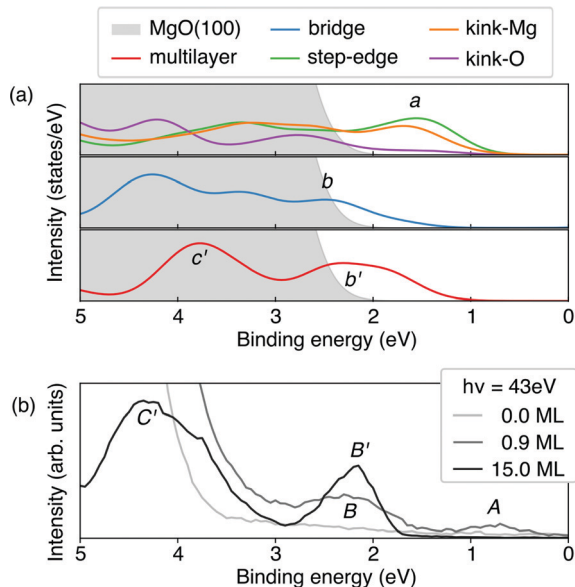 MgO(100) bridge kink-Mg
multilayer step-edge kink-O
(a)
a
b
c' b'
Intensity (states/eV)
5 4 3 2 1 0
Binding energy (eV)
(b)
hν = 43eV
0.0 ML
0.9 ML
15.0 ML
C' B'
B A
Intensity (arb. units)
5 4 3 2 1 0
Binding energy (eV)